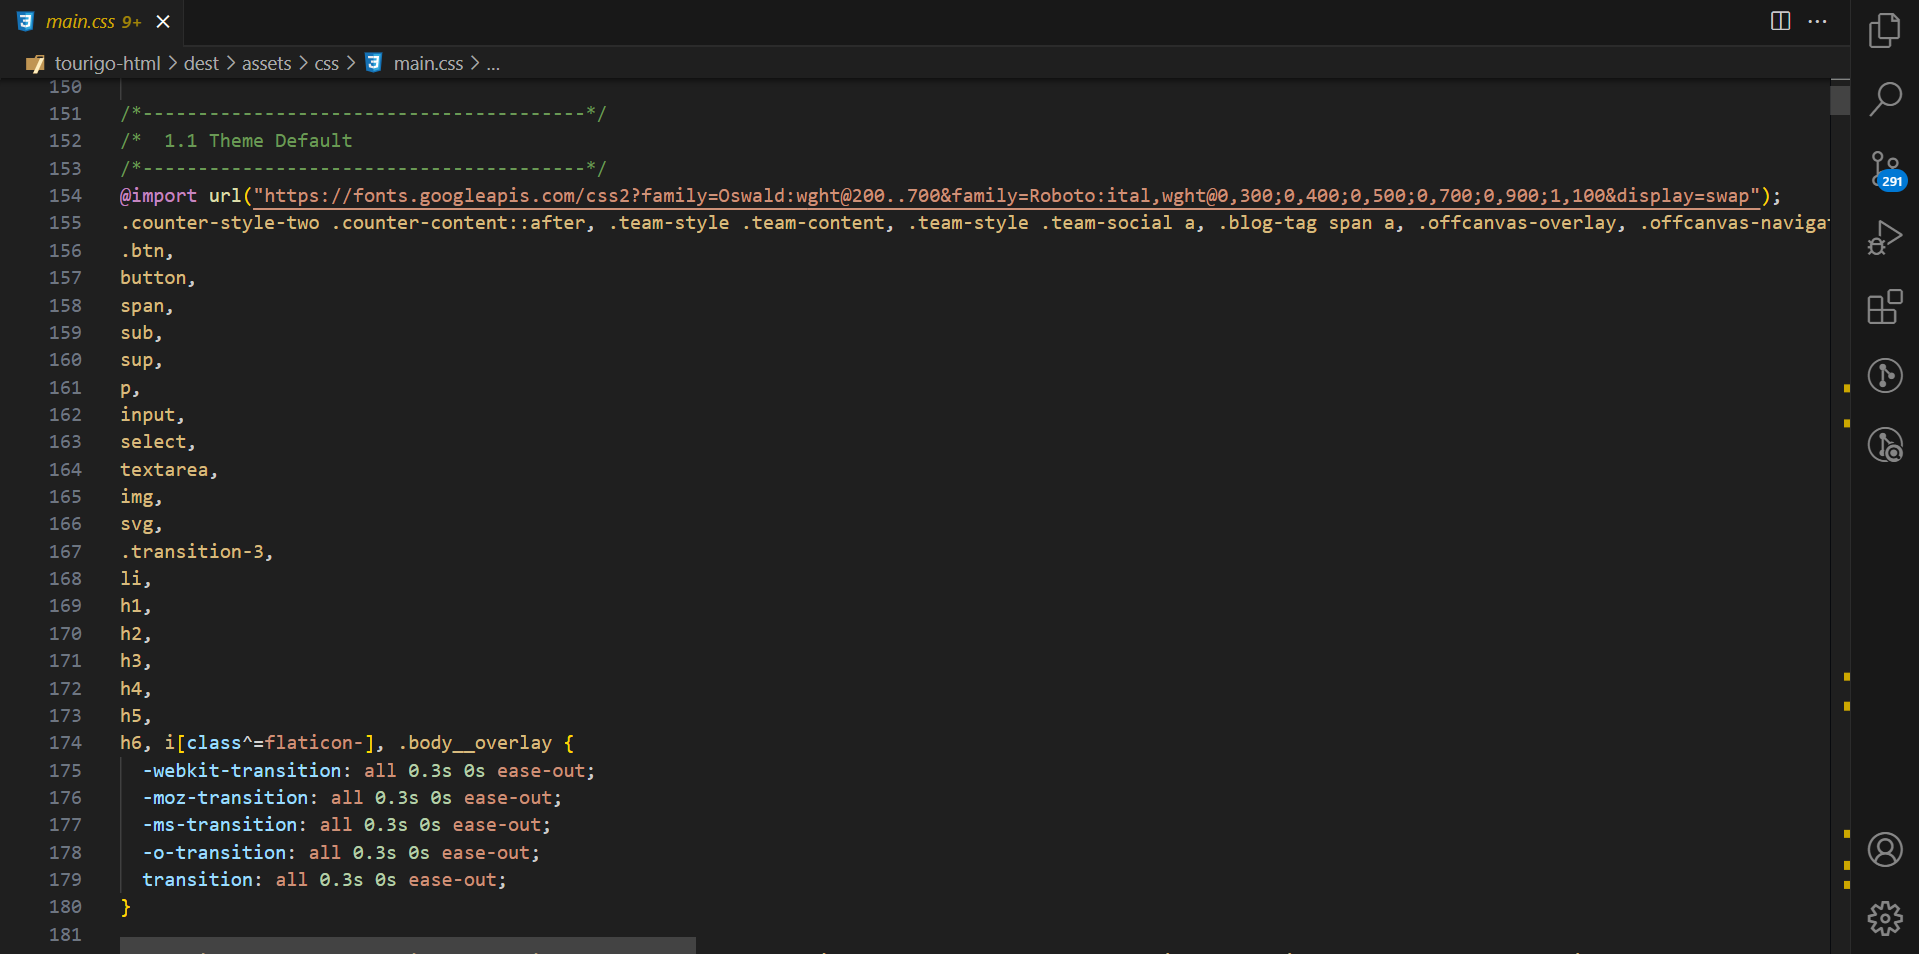 main.css 9+
tourigo-html > dest > assets > css > main.css > ...
150
151 /*----------------------------------------*/
152 /*  1.1 Theme Default
153 /*----------------------------------------*/
154 @import url("https://fonts.googleapis.com/css2?family=Oswald:wght@200..700&family=Roboto:ital,wght@0,300;0,400;0,500;0,700;0,900;1,100&display=swap");
155 .counter-style-two .counter-content::after, .team-style .team-content, .team-style .team-social a, .blog-tag span a, .offcanvas-overlay, .offcanvas-navigat
156 .btn,
157 button,
158 span,
159 sub,
160 sup,
161 p,
162 input,
163 select,
164 textarea,
165 img,
166 svg,
167 .transition-3,
168 li,
169 h1,
170 h2,
171 h3,
172 h4,
173 h5,
174 h6, i[class^=flaticon-], .body__overlay {
175   -webkit-transition: all 0.3s 0s ease-out;
176   -moz-transition: all 0.3s 0s ease-out;
177   -ms-transition: all 0.3s 0s ease-out;
178   -o-transition: all 0.3s 0s ease-out;
179   transition: all 0.3s 0s ease-out;
180 }
181
291